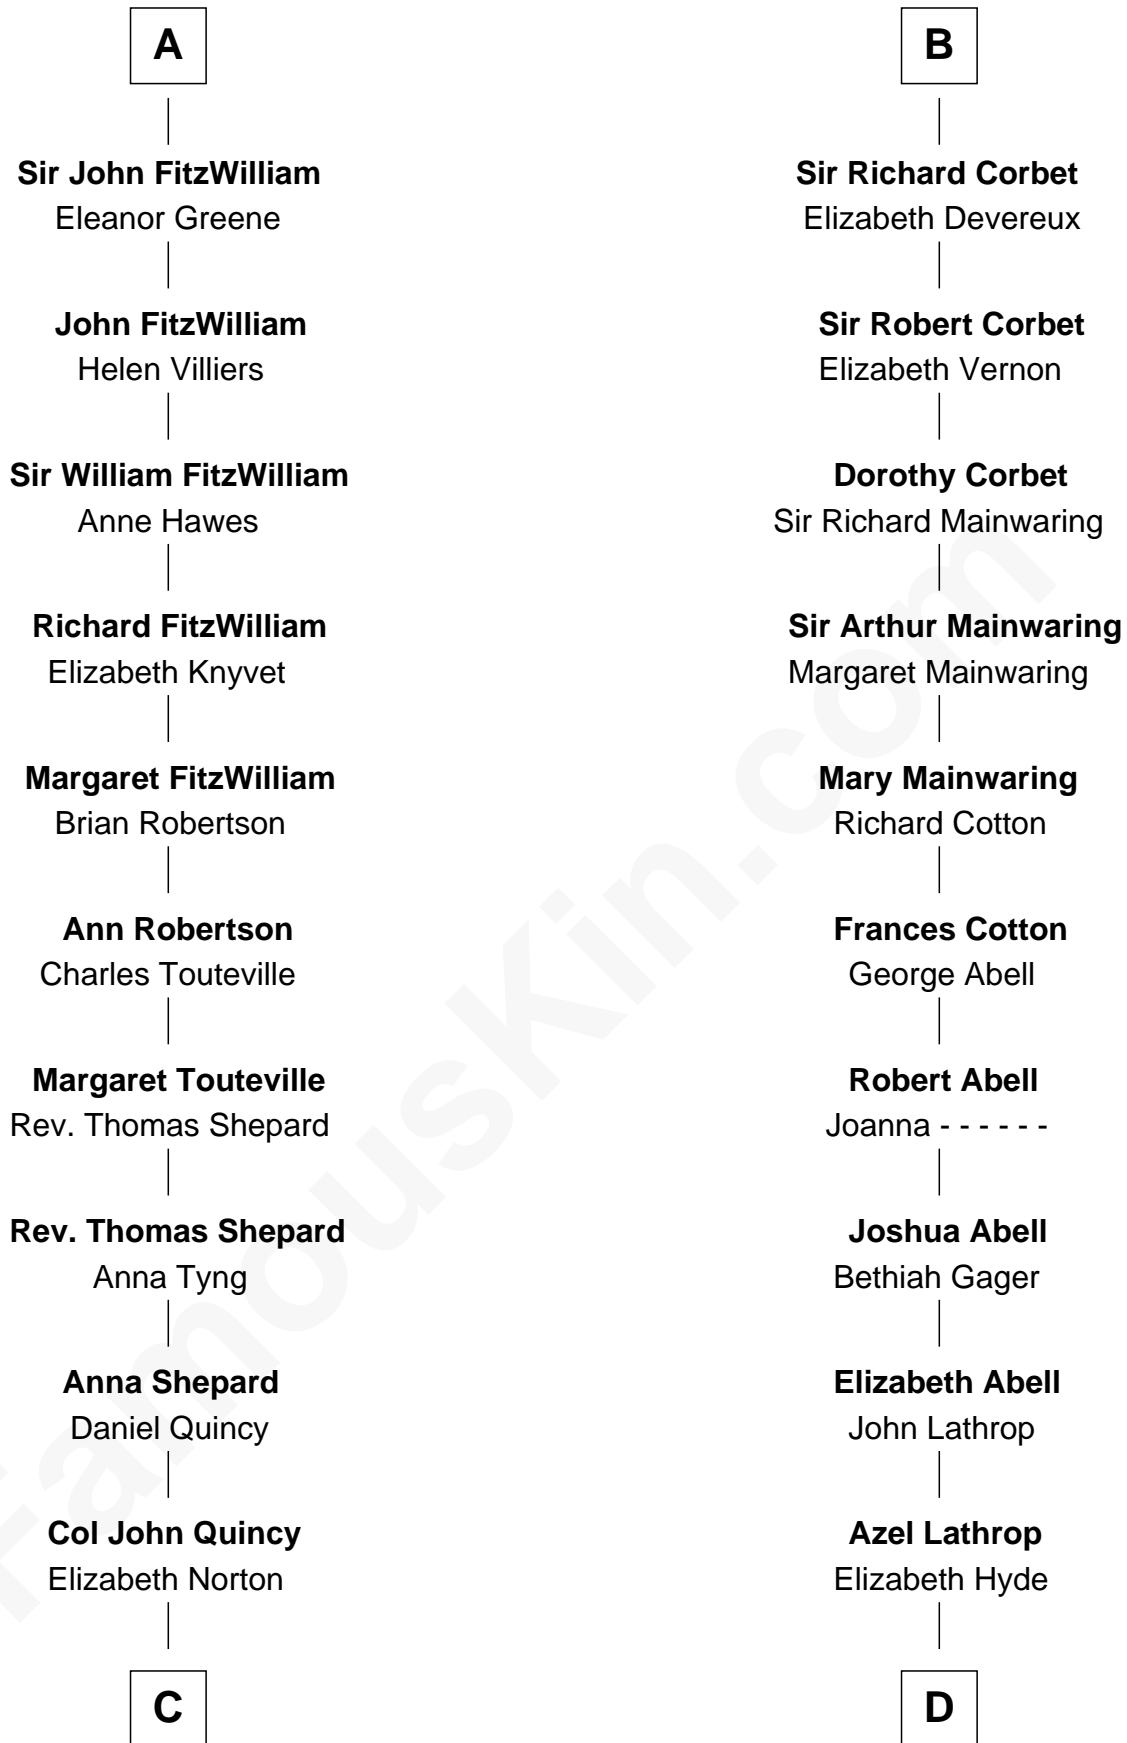 A
Sir John FitzWilliam
Eleanor Greene
John FitzWilliam
Helen Villiers
Sir William FitzWilliam
Anne Hawes
Richard FitzWilliam
Elizabeth Knyvet
Margaret FitzWilliam
Brian Robertson
Ann Robertson
Charles Touteville
Margaret Touteville
Rev. Thomas Shepard
Rev. Thomas Shepard
Anna Tyng
Anna Shepard
Daniel Quincy
Col John Quincy
Elizabeth Norton
C
B
Sir Richard Corbet
Elizabeth Devereux
Sir Robert Corbet
Elizabeth Vernon
Dorothy Corbet
Sir Richard Mainwaring
Sir Arthur Mainwaring
Margaret Mainwaring
Mary Mainwaring
Richard Cotton
Frances Cotton
George Abell
Robert Abell
Joanna - - - - - -
Joshua Abell
Bethiah Gager
Elizabeth Abell
John Lathrop
Azel Lathrop
Elizabeth Hyde
D
FamousKin.com